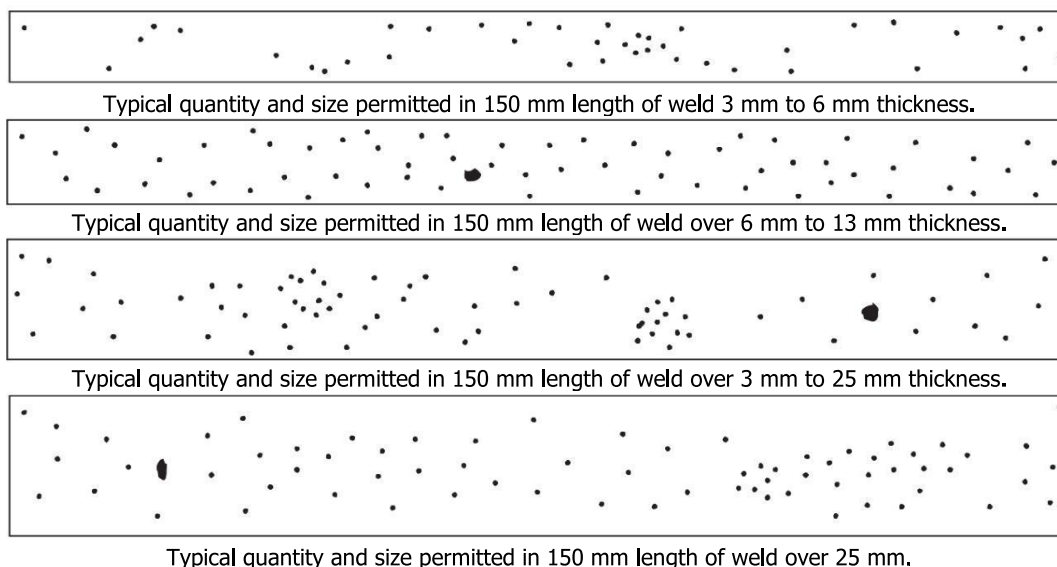 Typical quantity and size permitted in 150 mm length of weld 3 mm to 6 mm thickness.
Typical quantity and size permitted in 150 mm length of weld over 6 mm to 13 mm thickness.
Typical quantity and size permitted in 150 mm length of weld over 3 mm to 25 mm thickness.
Typical quantity and size permitted in 150 mm length of weld over 25 mm.